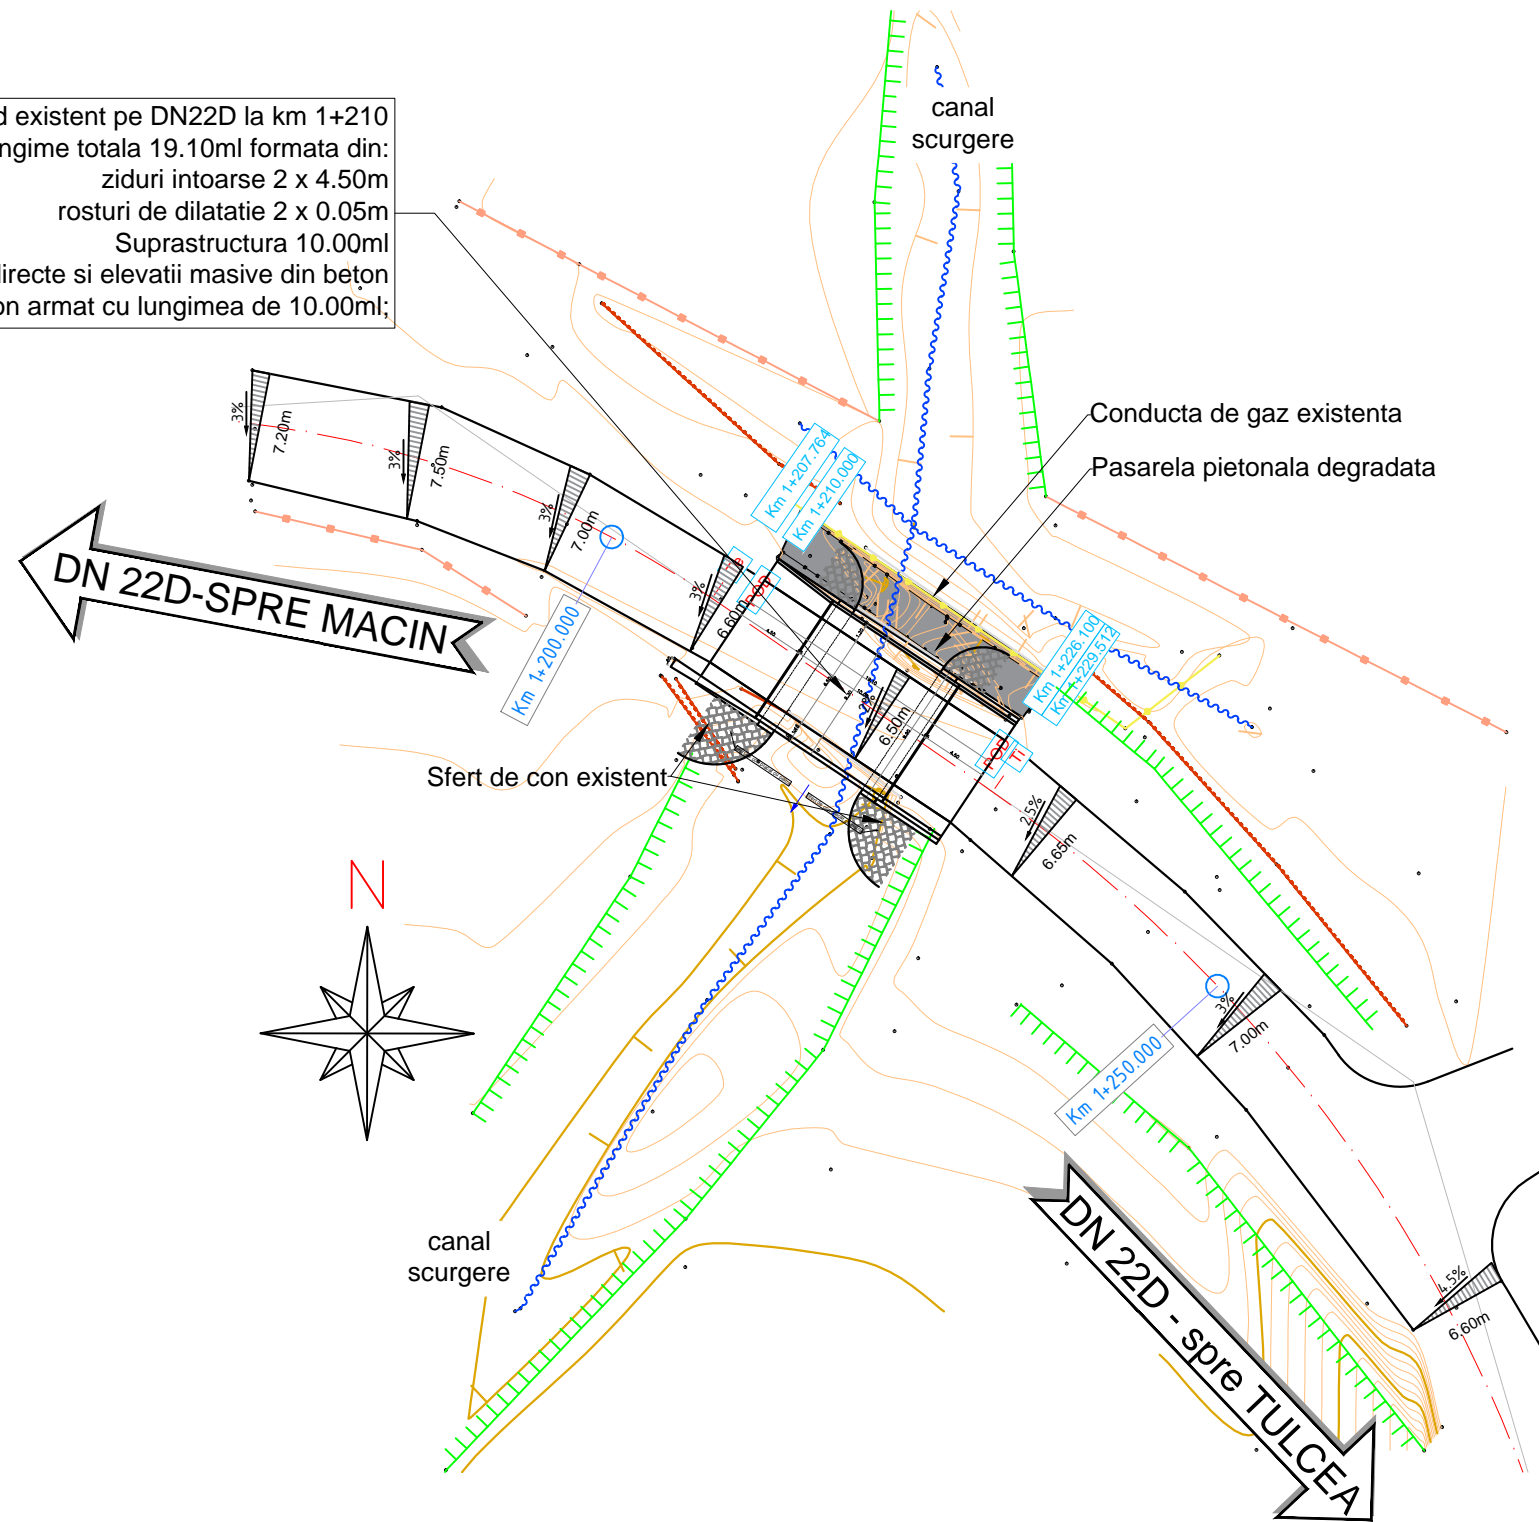 d existent pe DN22D la km 1+210
ngime totala 19.10ml formata din:
ziduri intoarse 2 x 4.50m
rosturi de dilatatie 2 x 0.05m
Suprastructura 10.00ml
directe si elevatii masive din beton
on armat cu lungimea de 10.00ml;
canal
scurgere
Conducta de gaz existenta
Pasarela pietonala degradata
3%
7.20m
3%
7.50m
3%
7.00m
3%
6.60m
Km 1+207.764
Km 1+210.000
POD
DN 22D-SPRE MACIN
Km 1+200.000
Km 1+226.100
Km 1+229.512
6.50m
POD
Ti
Sfert de con existent
2.5%
6.65m
N
3%
7.00m
Km 1+250.000
canal
scurgere
DN 22D - spre TULCEA
4.5%
6.60m